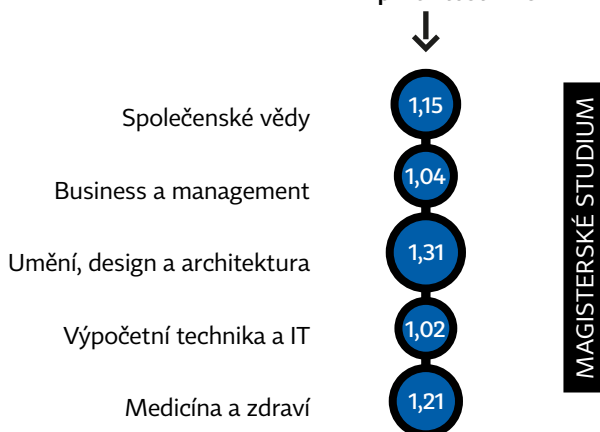 Společenské vědy 1,15
Business a management 1,04
Umění, design a architektura 1,31
Výpočetní technika a IT 1,02
Medicína a zdraví 1,21
MAGISTERSKÉ STUDIUM